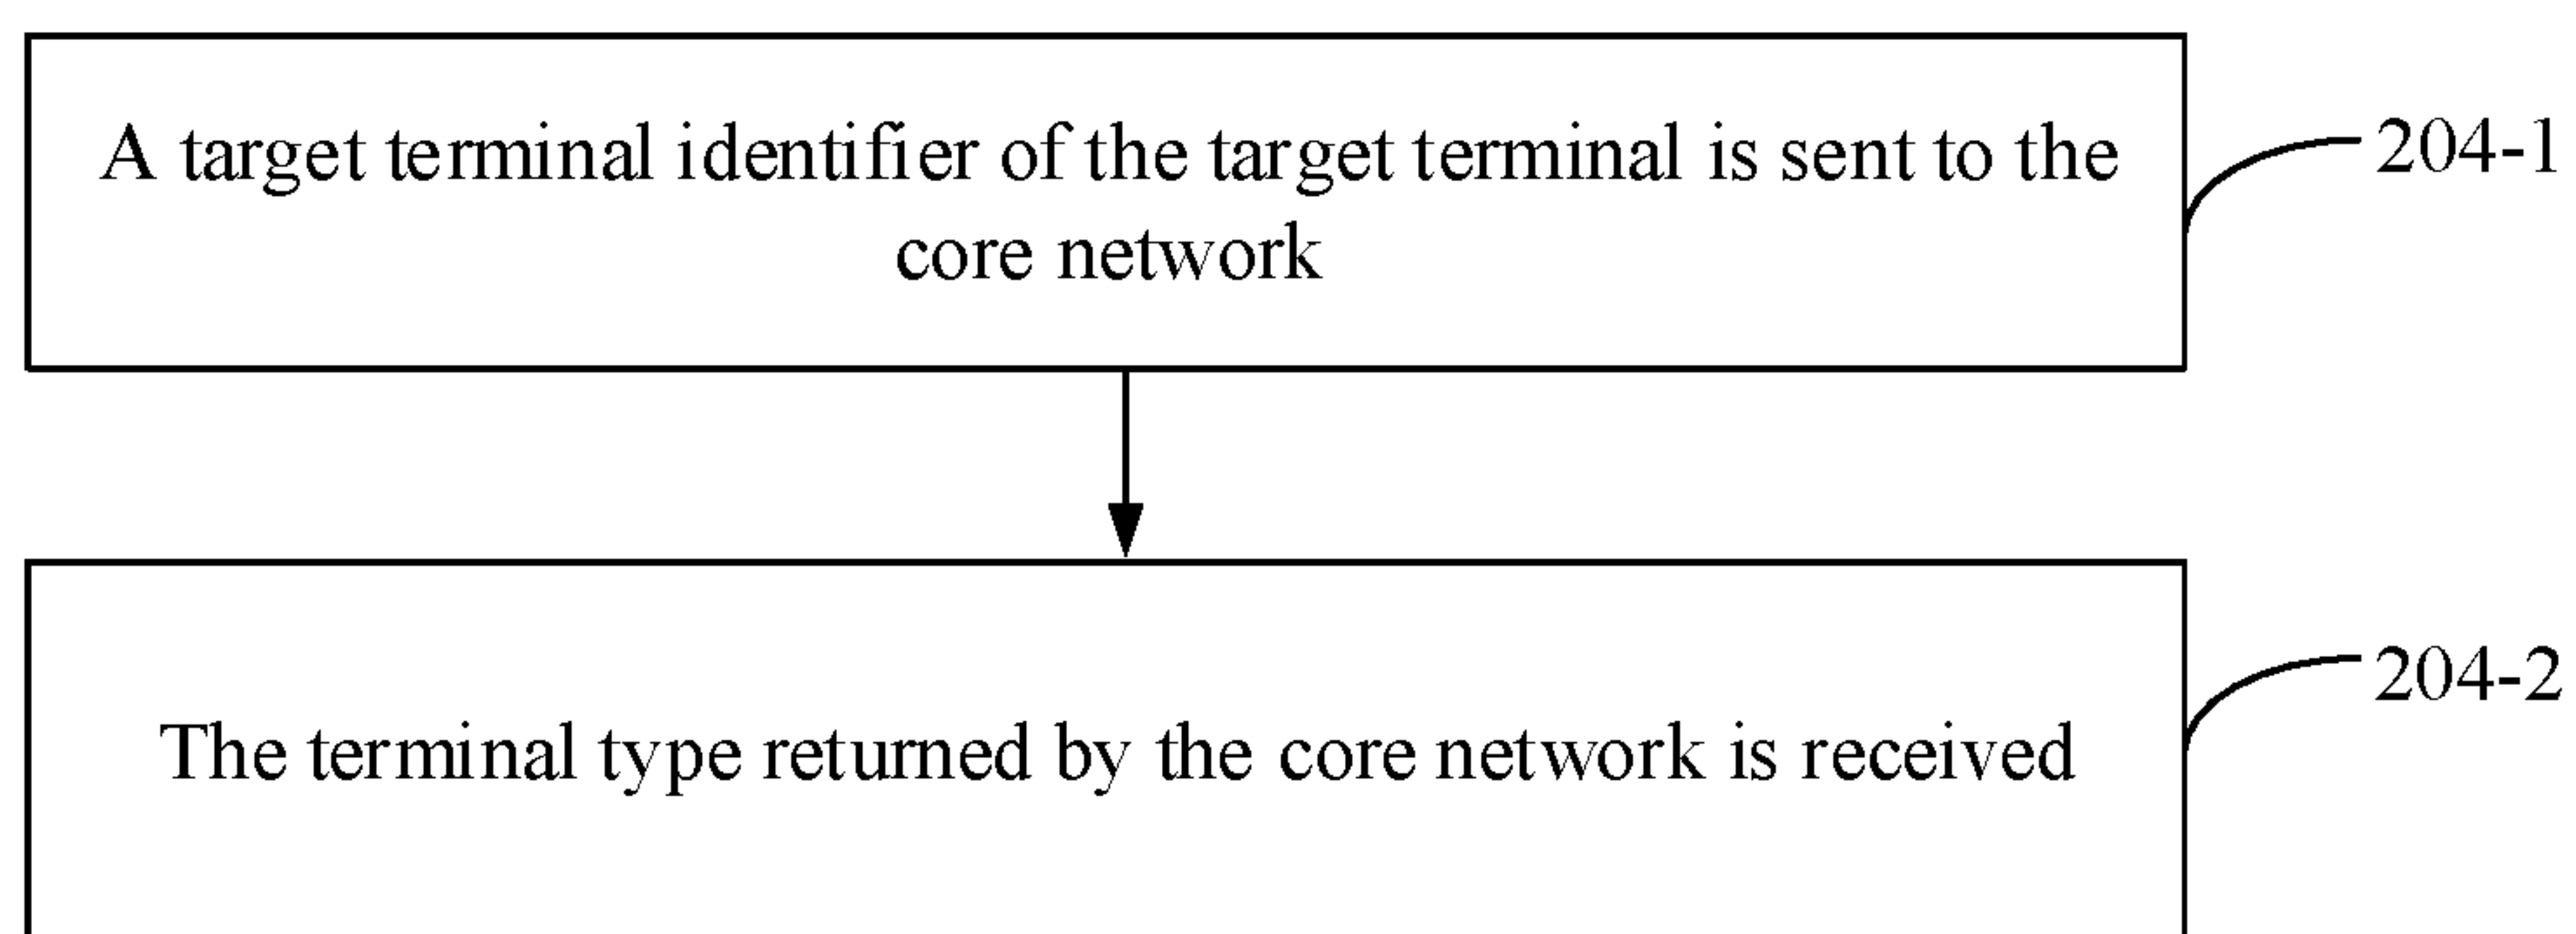 A target terminal identifier of the target terminal is sent to the
core network
204-1
The terminal type returned by the core network is received
204-2